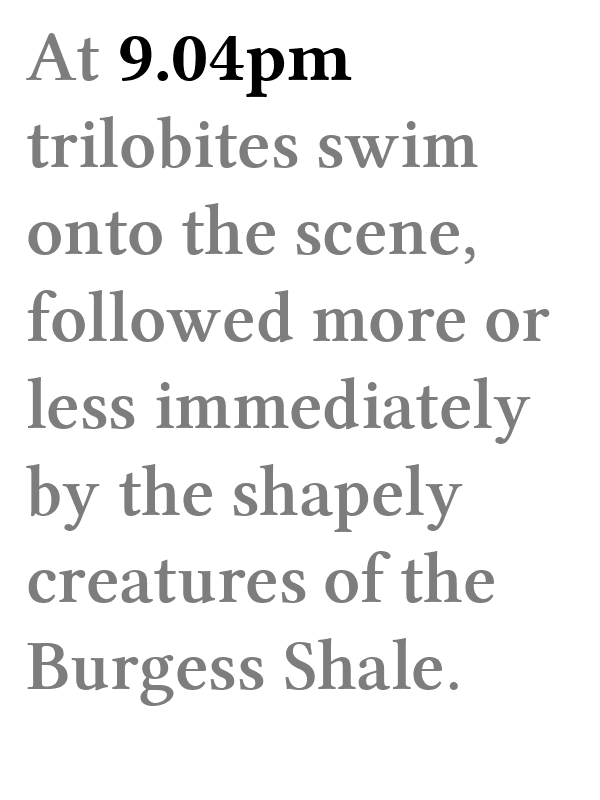 At 9.04pm
trilobites swim
onto the scene,
followed more or
less immediately
by the shapely
creatures of the
Burgess Shale.